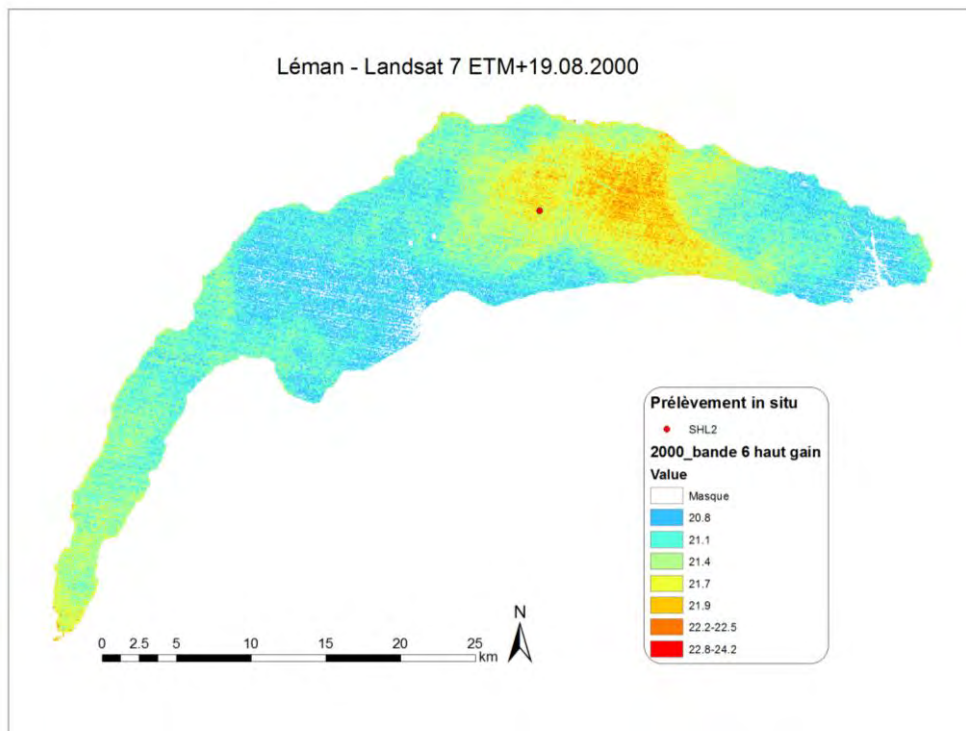 Léman - Landsat 7 ETM+19.08.2000
Prélèvement in situ
SHL2
2000_bande 6 haut gain
Value
Masque
20.8
21.1
21.4
21.7
21.9
22.2-22.5
22.8-24.2
N
0 2.5 5 10 15 20 25
km